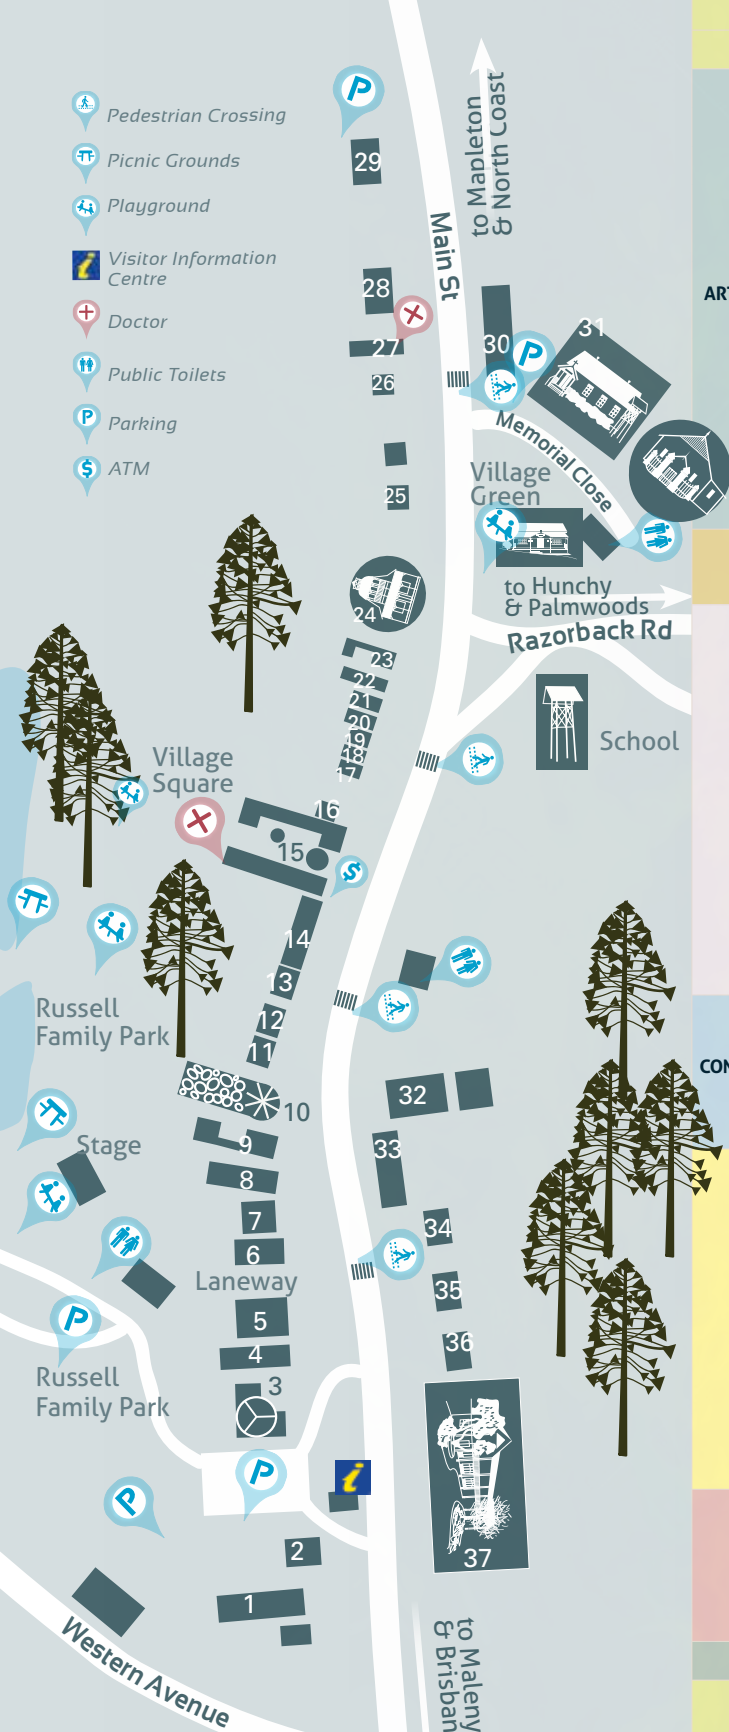 P
Pedestrian Crossing
Picnic Grounds
Playground
Visitor Information
Centre
Doctor
Public Toilets
P
Parking
$
ATM
to Mapleton
& North Coast
29
Main St
28
27
26
30
P
31
Memorial Close
Village
Green
25
to Hunchy
& Palmwoods
Razorback Rd
24
23
22
21
20
19
18
17
School
Village
Square
16
15
$
14
13
12
11
10
Russell
Family Park
Stage
9
8
7
6
Laneway
5
4
3
32
33
34
35
36
37
P
Russell
Family Park
P
P
i
2
1
Western Avenue
to Maleny
& Brisban
ART
CON